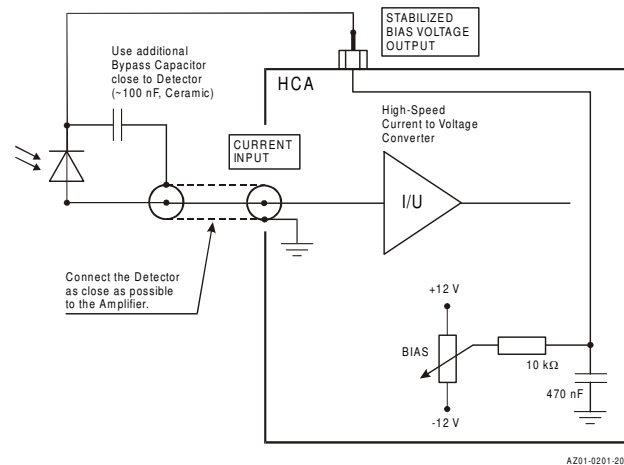 STABILIZED
BIAS VOLTAGE
OUTPUT
Use additional
Bypass Capacitor
close to Detector
(~100 nF, Ceramic)
HCA
High-Speed
Current to Voltage
Converter
CURRENT
INPUT
I/U
Connect the Detector
as close as possible
to the Amplifier.
+12 V
BIAS
10 kΩ
470 nF
-12 V
AZ01-0201-20